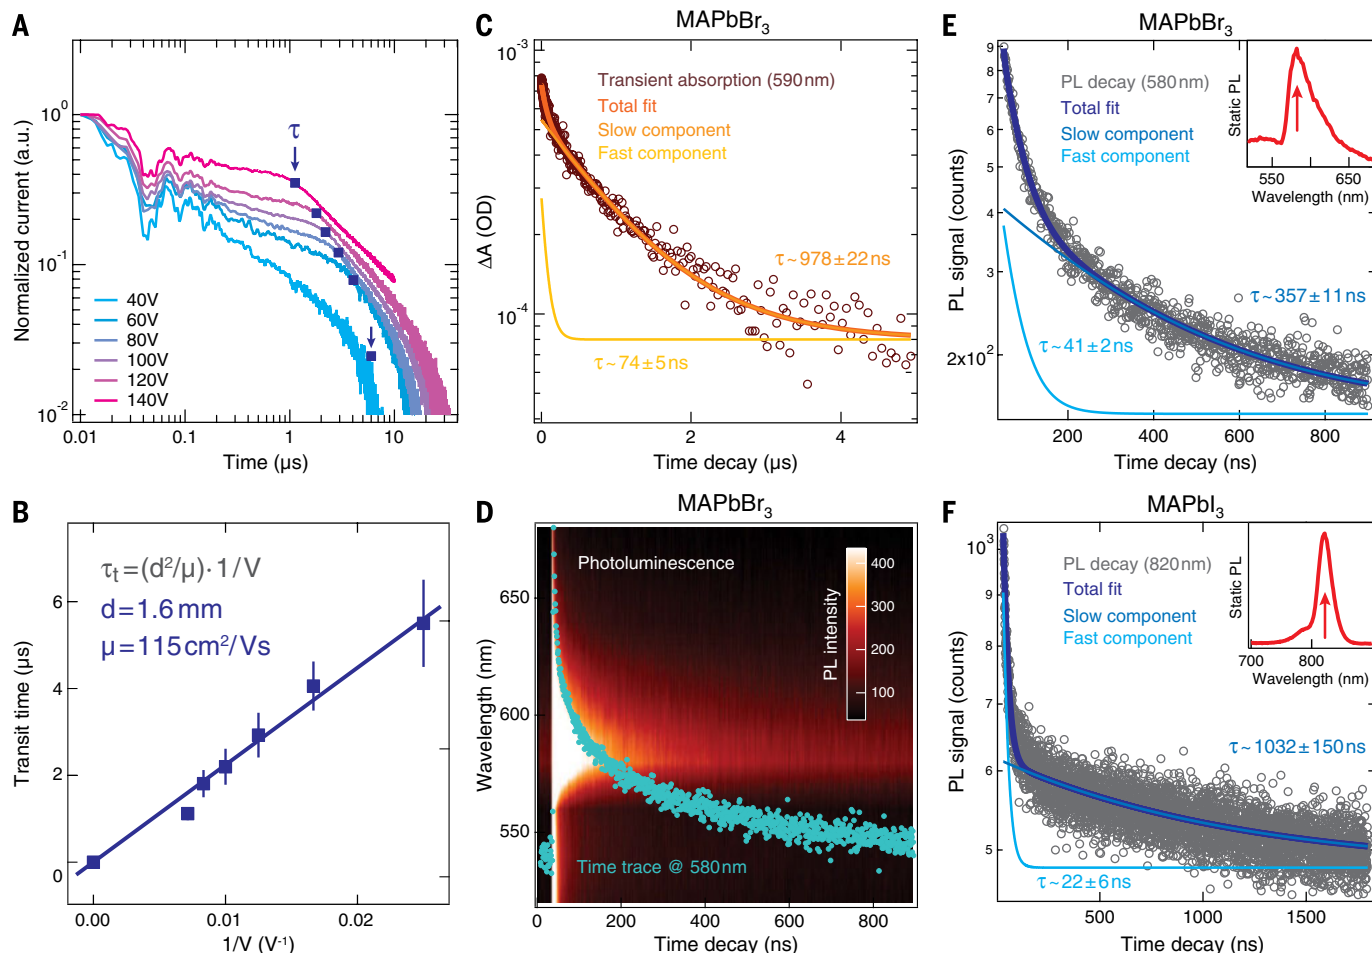 A
Normalized current (a.u.)
10⁰
10⁻¹
10⁻²
τ
40V
60V
80V
100V
120V
140V
0.01
0.1
1
10
Time (µs)
B
τₜ=(d²/µ)·1/V
d=1.6mm
µ=115cm²/Vs
Transit time (µs)
6
4
2
0
0.00
0.01
0.02
1/V (V⁻¹)
C
MAPbBr₃
10⁻³
10⁻⁴
ΔA (OD)
Transient absorption (590nm)
Total fit
Slow component
Fast component
τ~978±22ns
τ~74±5ns
0
2
4
Time decay (µs)
D
MAPbBr₃
Photoluminescence
PL intensity
400
300
200
100
Wavelength (nm)
650
600
550
Time trace @ 580nm
0
200
400
600
800
Time decay (ns)
E
MAPbBr₃
PL signal (counts)
9
8
7
6
5
4
3
2x10²
PL decay (580nm)
Total fit
Slow component
Fast component
τ~357±11ns
τ~41±2ns
Static PL
550
650
Wavelength (nm)
200
400
600
800
Time decay (ns)
F
MAPbI₃
PL signal (counts)
10³
9
8
7
6
5
PL decay (820nm)
Total fit
Slow component
Fast component
τ~1032±150ns
τ~22±6ns
Static PL
700
800
Wavelength (nm)
500
1000
1500
Time decay (ns)